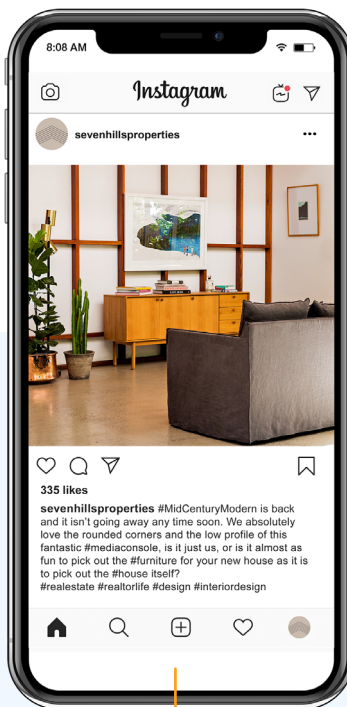 8:08 AM
Instagram
sevenhillsproperties
335 likes
sevenhillsproperties #MidCenturyModern is back
and it isn't going away any time soon. We absolutely
love the rounded corners and the low profile of this
fantastic #mediaconsole, is it just us, or is it almost as
fun to pick out the #furniture for your new house as it is
to pick out the #house itself?
#realestate #realtorlife #design #interiordesign